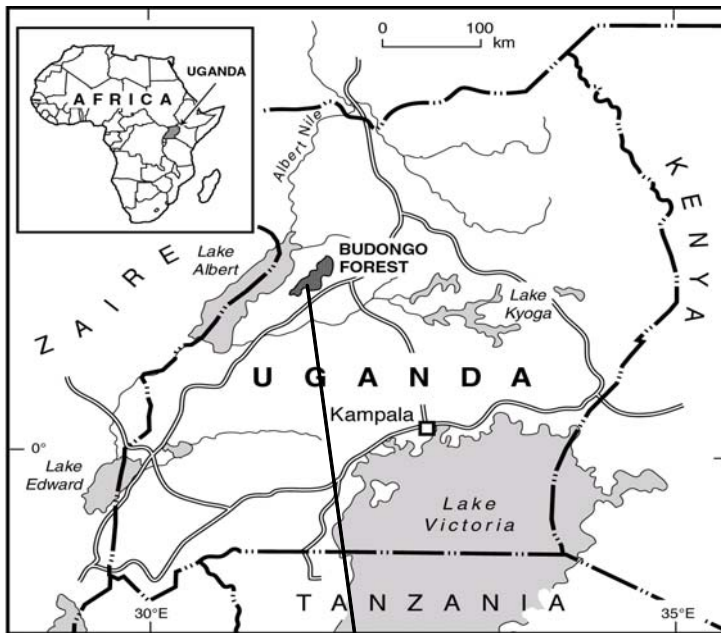 0 100
km
UGANDA
AFRICA
Albert Nile
KENYA
ZAIRE
Lake
Albert
BUDONGO
FOREST
Lake
Kyoga
UGANDA
Kampala
0°
Lake
Edward
Lake
Victoria
TANZANIA
30°E
35°E